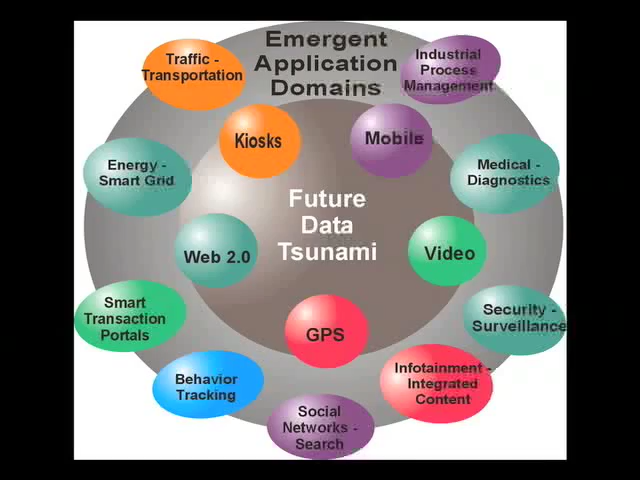 Emergent
Application
Domains
Traffic -
Transportation
Industrial
Process
Management
Kiosks
Mobile
Energy -
Smart Grid
Medical -
Diagnostics
Future
Data
Tsunami
Web 2.0
Video
Smart
Transaction
Portals
GPS
Security -
Surveillance
Behavior
Tracking
Infotainment -
Integrated
Content
Social
Networks -
Search